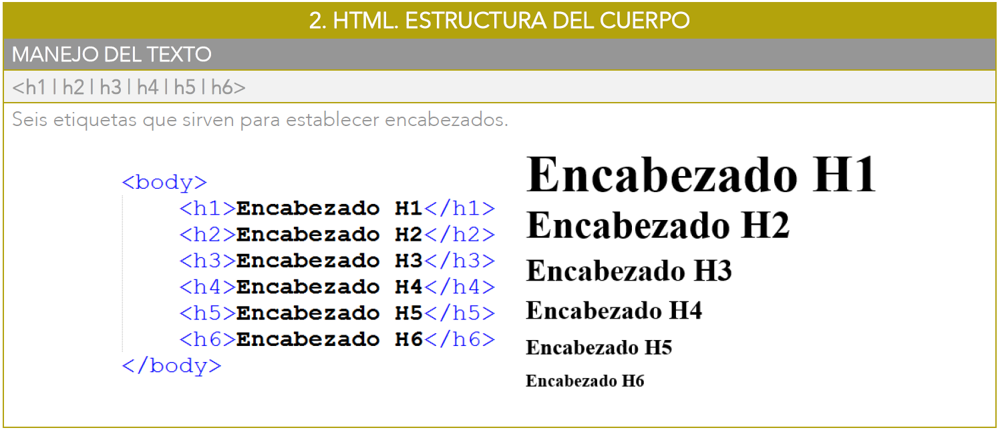 2. HTML. ESTRUCTURA DEL CUERPO
MANEJO DEL TEXTO
<h1 | h2 | h3 | h4 | h5 | h6>
Seis etiquetas que sirven para establecer encabezados.
<body>
<h1>Encabezado H1</h1>
<h2>Encabezado H2</h2>
<h3>Encabezado H3</h3>
<h4>Encabezado H4</h4>
<h5>Encabezado H5</h5>
<h6>Encabezado H6</h6>
</body>
Encabezado H1
Encabezado H2
Encabezado H3
Encabezado H4
Encabezado H5
Encabezado H6